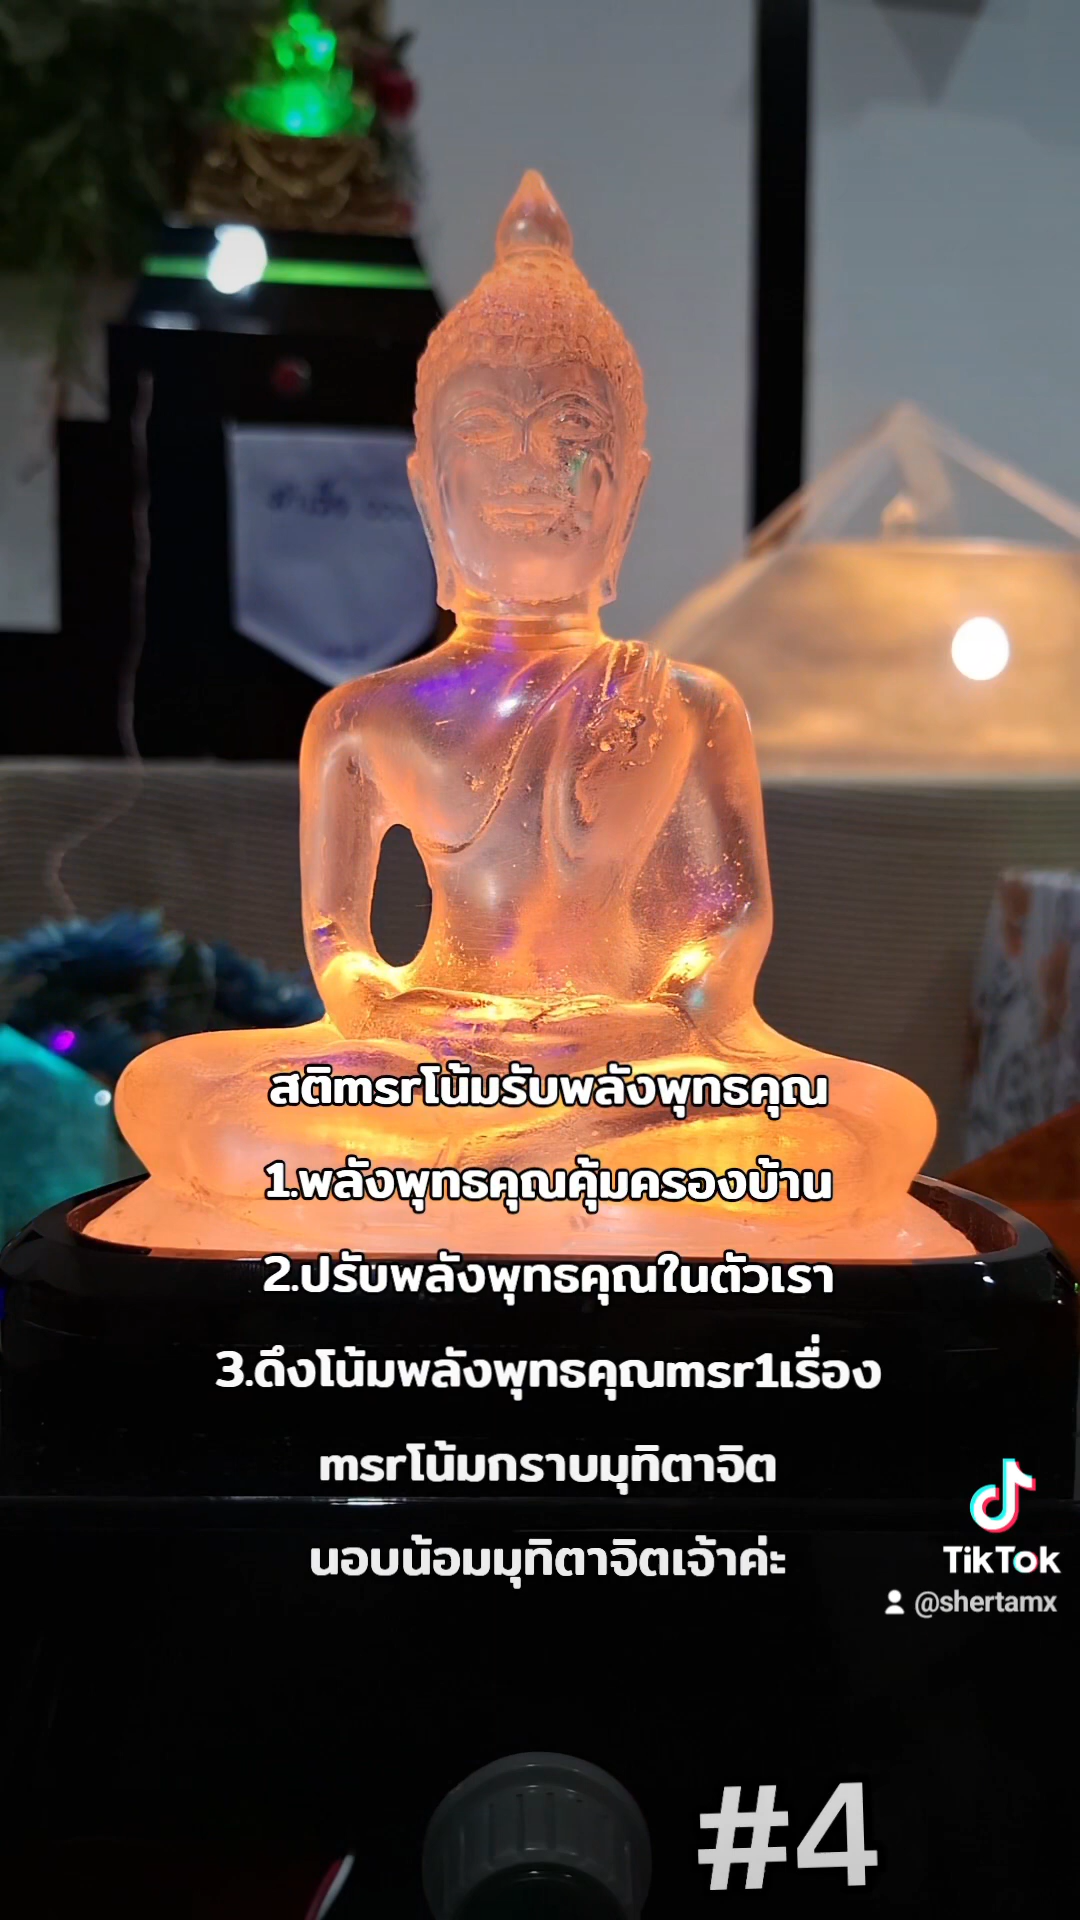 สติmsrโน้มรับพลังพุทธคุณ
1.พลังพุทธคุณคุ้มครองบ้าน
2.ปรับพลังพุทธคุณในตัวเรา
3.ดึงโน้มพลังพุทธคุณmsr1เรื่อง
msrโน้มกราบมุทิตาจิต
นอบน้อมมุทิตาจิตเจ้าค่ะ
TikTok
@shertamx
#4